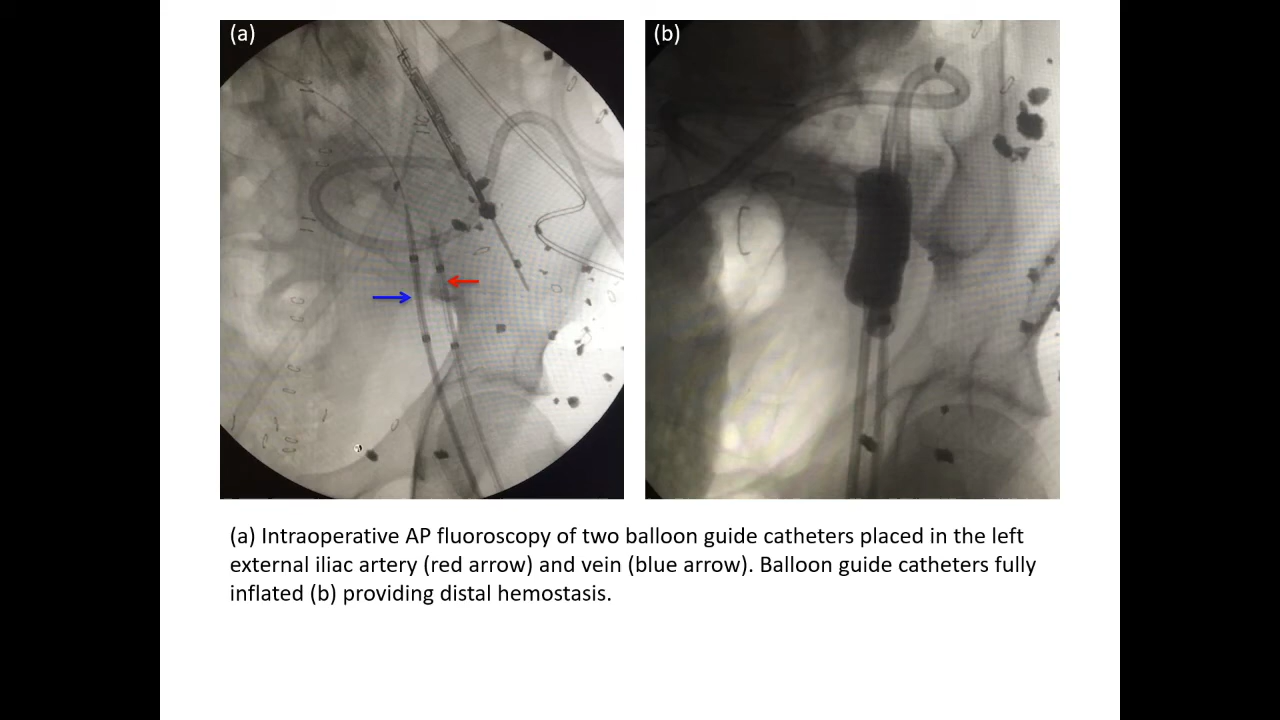 (a)
(b)
(a) Intraoperative AP fluoroscopy of two balloon guide catheters placed in the left
external iliac artery (red arrow) and vein (blue arrow). Balloon guide catheters fully
inflated (b) providing distal hemostasis.